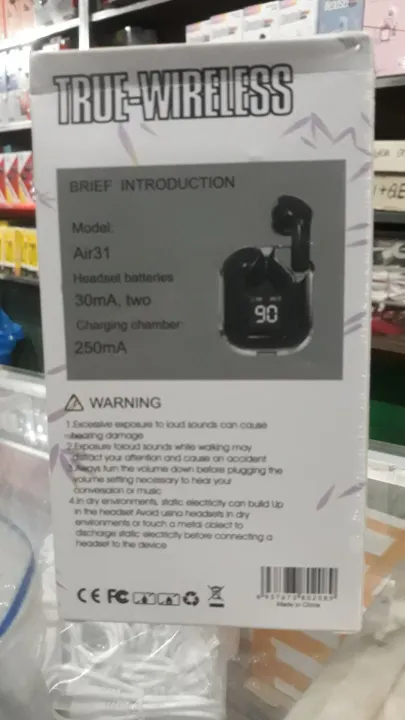 TRUE-WIRELESS
BRIEF INTRODUCTION
Model:
Air31
Headset batteries
30mA, two
Charging chamber:
250mA
90
WARNING
1.Excessive exposure to loud sounds can cause
hearing damage
2.Exposure toloud sounds while walking may
distract your attention and cause an accident
3.Always turn the volume down before plugging the
volume setting necessary to hear your
conversation or music
4.In dry environments, static electricity can build Up
in the headset Avoid using headsets in dry
environments or touch a metal object to
discharge static electricity before connecting a
headset to the device
CE FC
Made in China